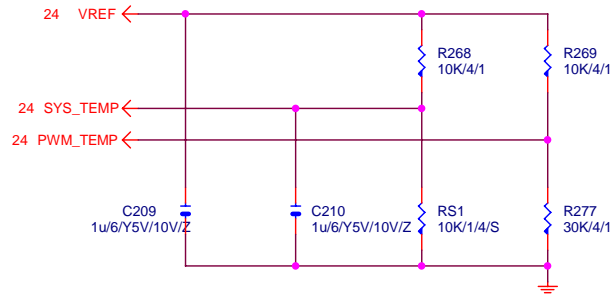 24 VREF
R268
10K/4/1
R269
10K/4/1
24 SYS_TEMP
24 PWM_TEMP
C209
1u/6/Y5V/10V/Z
C210
1u/6/Y5V/10V/Z
RS1
10K/1/4/S
R277
30K/4/1